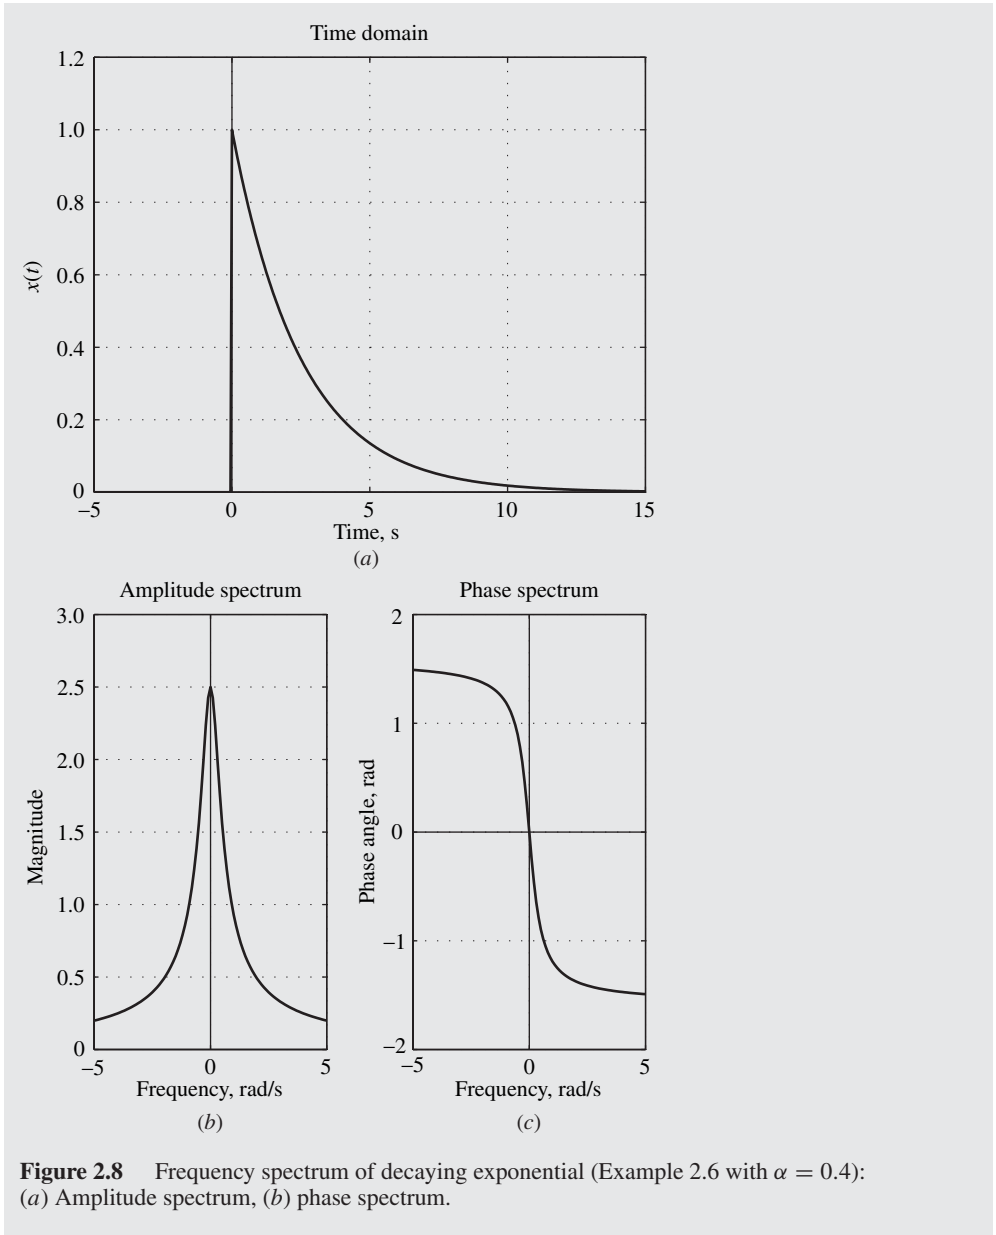 Time domain
1.2
1.0
0.8
0.6
0.4
0.2
0
x(t)
−5
0
5
10
15
Time, s
(a)
Amplitude spectrum
3.0
2.5
2.0
1.5
1.0
0.5
0
Magnitude
−5
0
5
Frequency, rad/s
(b)
Phase spectrum
2
1
0
−1
−2
Phase angle, rad
−5
0
5
Frequency, rad/s
(c)
Figure 2.8 Frequency spectrum of decaying exponential (Example 2.6 with α = 0.4):
(a) Amplitude spectrum, (b) phase spectrum.